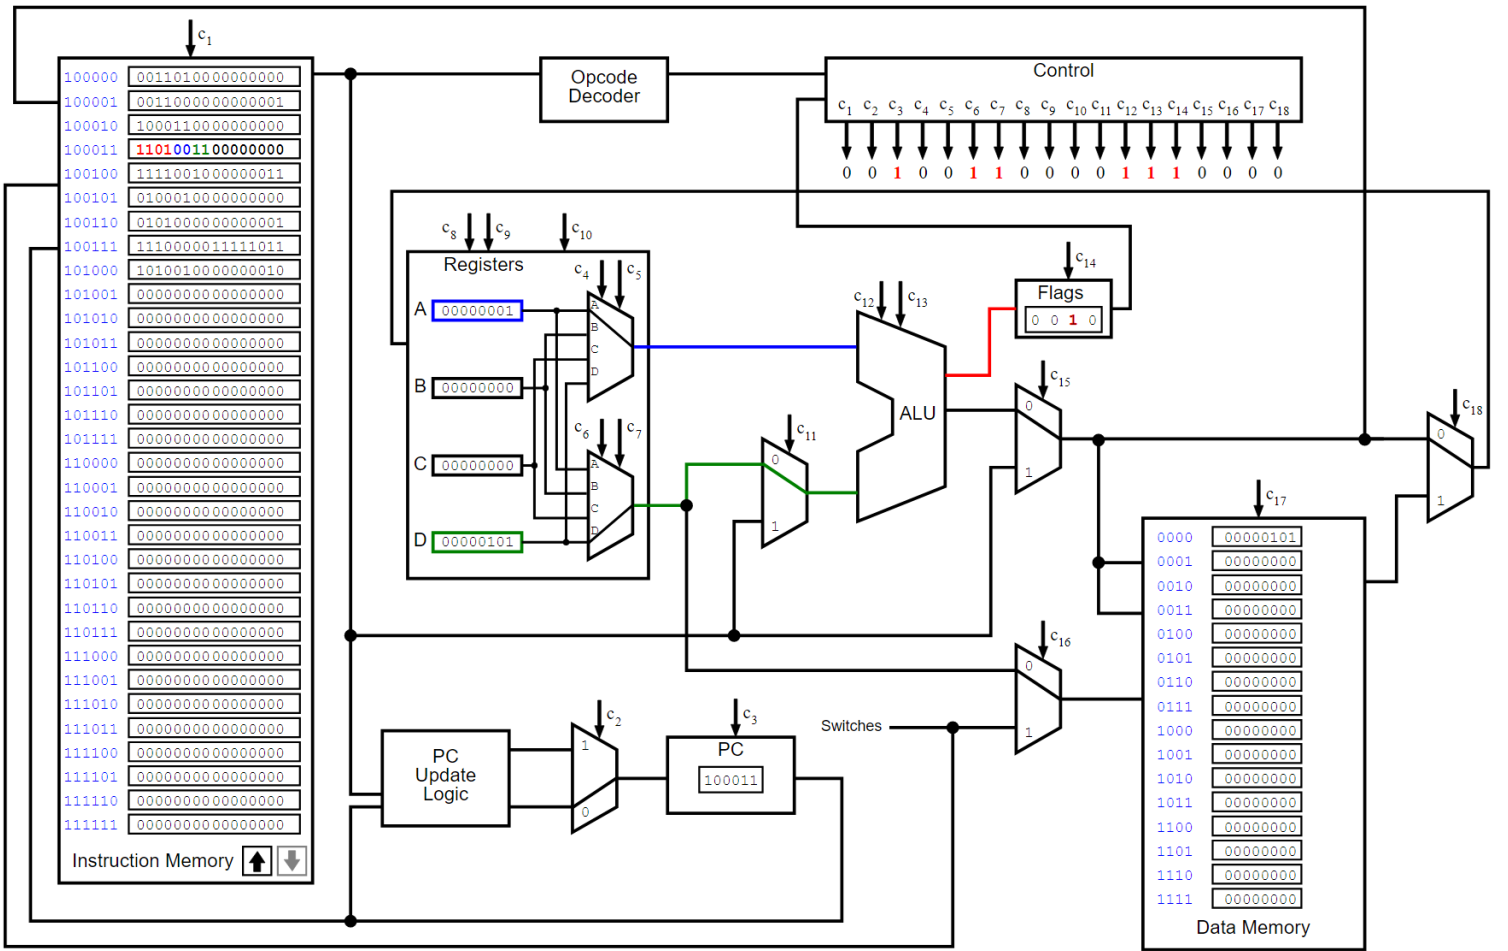 c1
100000 0011010000000000
100001 0011000000000001
100010 1000110000000000
100011 1101001100000000
100100 1111001000000011
100101 0100010000000000
100110 0101000000000001
100111 1110000011111011
101000 1010010000000010
101001 0000000000000000
101010 0000000000000000
101011 0000000000000000
101100 0000000000000000
101101 0000000000000000
101110 0000000000000000
101111 0000000000000000
110000 0000000000000000
110001 0000000000000000
110010 0000000000000000
110011 0000000000000000
110100 0000000000000000
110101 0000000000000000
110110 0000000000000000
110111 0000000000000000
111000 0000000000000000
111001 0000000000000000
111010 0000000000000000
111011 0000000000000000
111100 0000000000000000
111101 0000000000000000
111110 0000000000000000
111111 0000000000000000
Instruction Memory
Opcode
Decoder
Control
c1 c2 c3 c4 c5 c6 c7 c8 c9 c10 c11 c12 c13 c14 c15 c16 c17 c18
0 0 1 0 0 1 1 0 0 0 0 1 1 1 0 0 0 0
c8 c9 c10
Registers
c4 c5
A 00000001
B 00000000
C 00000000
D 00000101
A
B
C
D
c6 c7
A
B
C
D
c11
0
1
c12 c13
ALU
c14
Flags
0 0 1 0
c15
0
1
c18
0
1
c16
0
1
Switches
PC
Update
Logic
c2
1
0
c3
PC
100011
c17
0000 00000101
0001 00000000
0010 00000000
0011 00000000
0100 00000000
0101 00000000
0110 00000000
0111 00000000
1000 00000000
1001 00000000
1010 00000000
1011 00000000
1100 00000000
1101 00000000
1110 00000000
1111 00000000
Data Memory